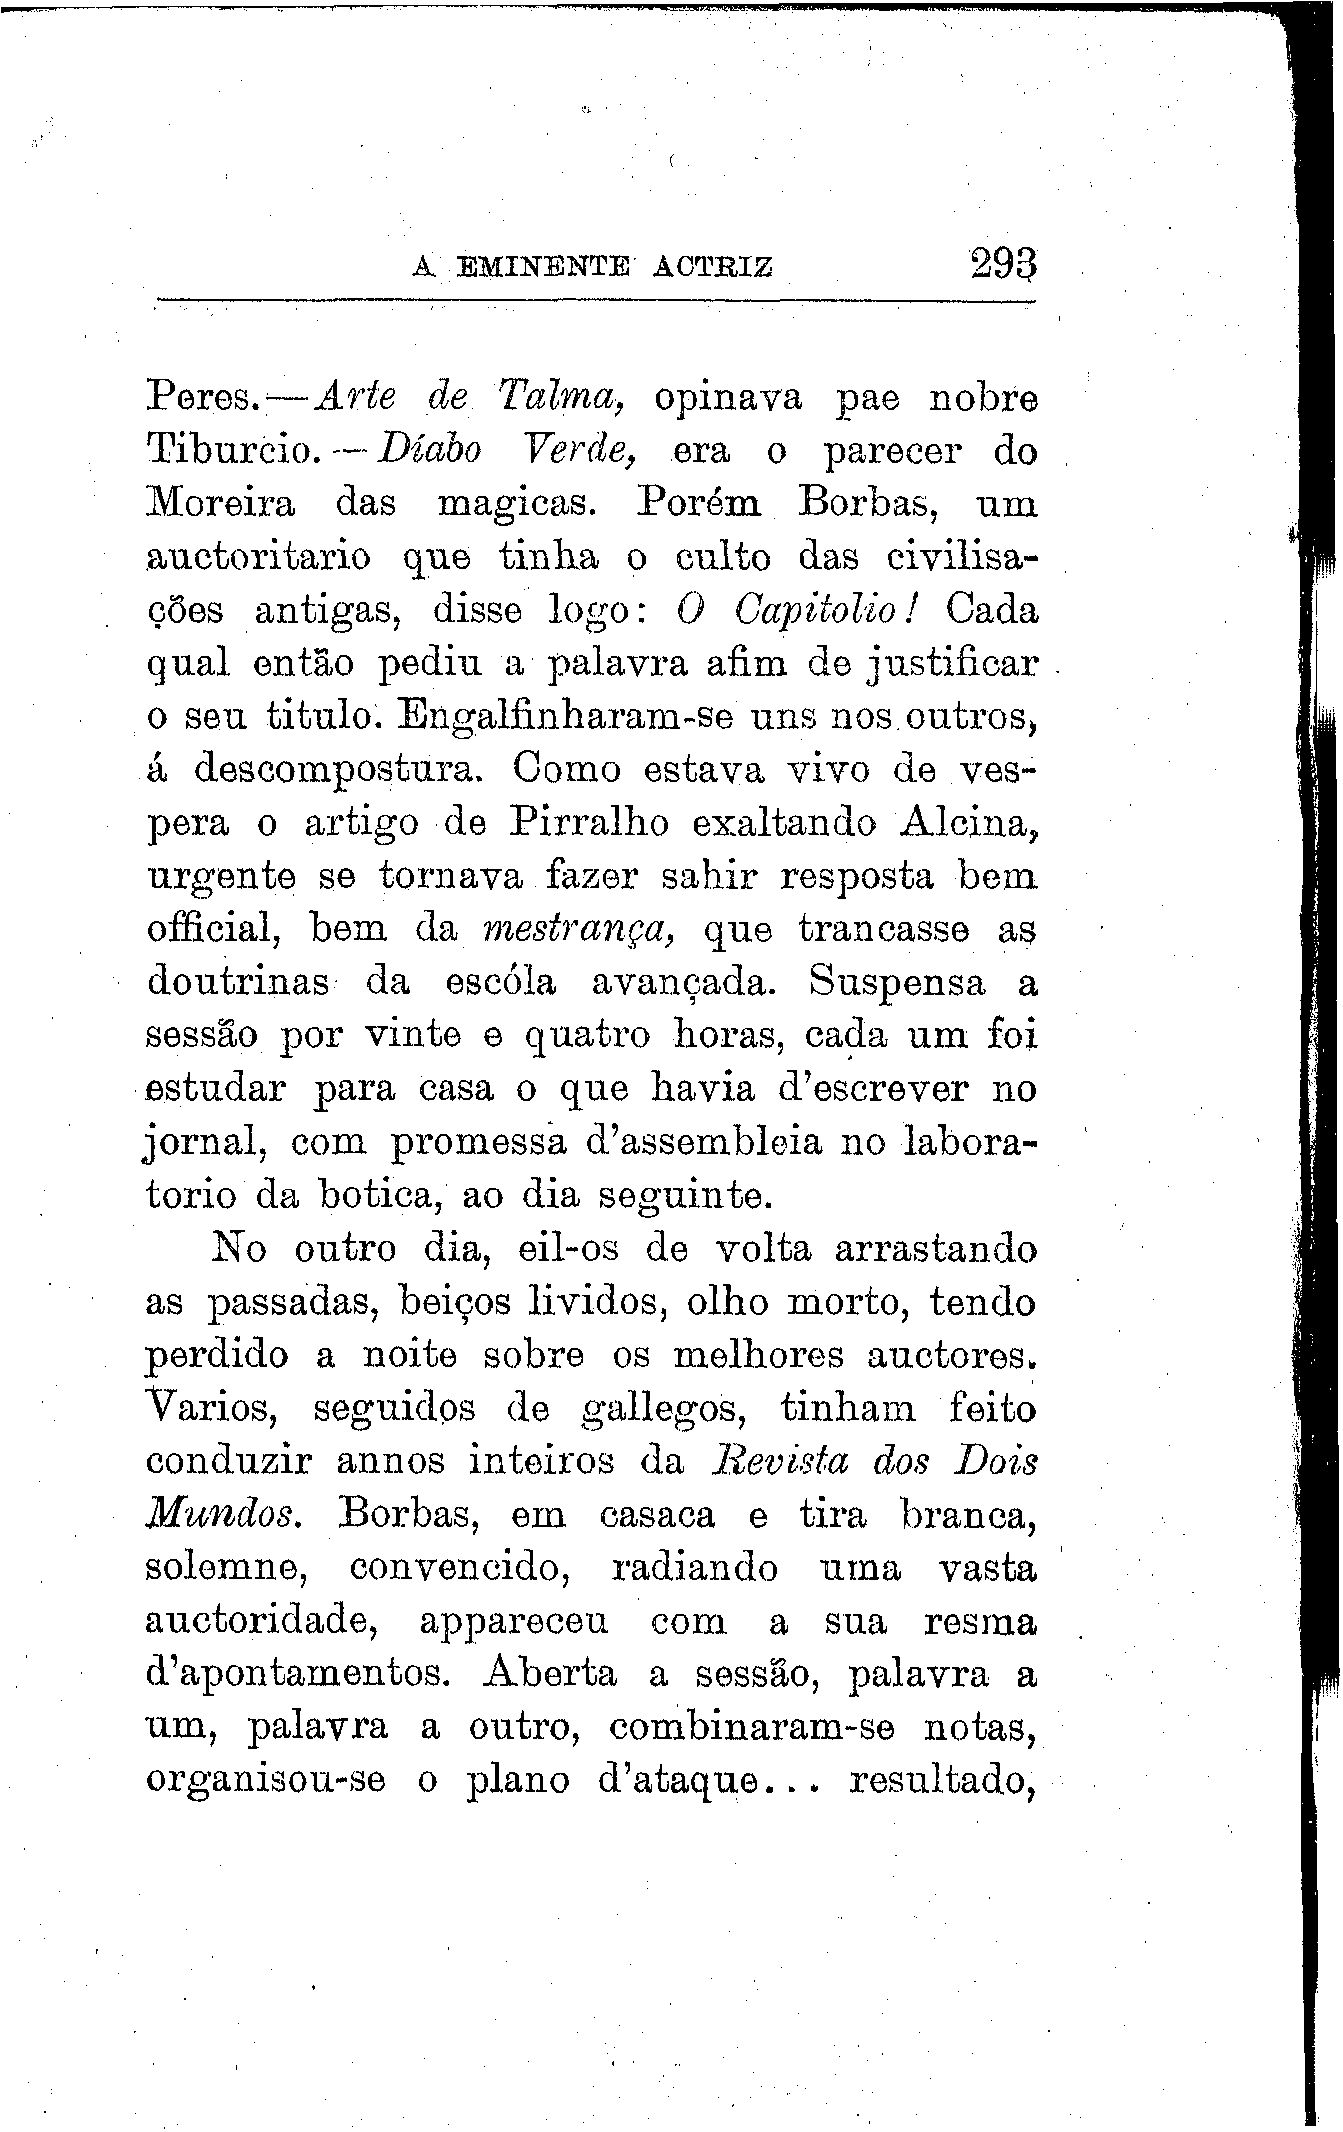 A EMINENTE ACTRIZ 293
Peres.—Arte de Talma, opinava pae nobre
Tiburcio.—Diabo Verde, era o parecer do
Moreira das magicas. Porém Borbas, um
auctoritario que tinha o culto das civilisa-
ções antigas, disse logo: O Capitolio! Cada
qual então pediu a palavra afim de justificar
o seu titulo. Engalfinharam-se uns nos outros,
á descompostura. Como estava vivo de ves-
pera o artigo de Pirralho exaltando Alcina,
urgente se tornava fazer sahir resposta bem
official, bem da mestrança, que trancasse as
doutrinas da escóla avançada. Suspensa a
sessão por vinte e quatro horas, cada um foi
estudar para casa o que havia d'escrever no
jornal, com promessa d'assembleia no labora-
torio da botica, ao dia seguinte.
No outro dia, eil-os de volta arrastando
as passadas, beiços lividos, olho morto, tendo
perdido a noite sobre os melhores auctores.
Varios, seguidos de gallegos, tinham feito
conduzir annos inteiros da Revista dos Dois
Mundos. Borbas, em casaca e tira branca,
solemne, convencido, radiando uma vasta
auctoridade, appareceu com a sua resma
d'apontamentos. Aberta a sessão, palavra a
um, palavra a outro, combinaram-se notas,
organisou-se o plano d'ataque... resultado,